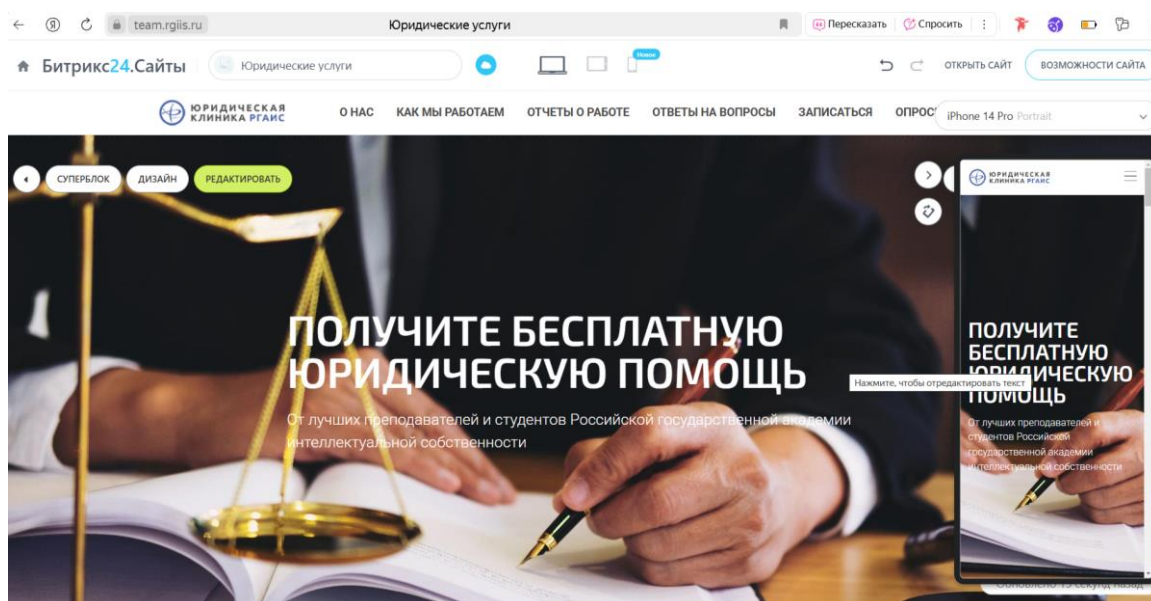 team.rgiis.ru
Юридические услуги
Пересказать
Спросить
Битрикс24.Сайты
Юридические услуги
Новое
ОТКРЫТЬ САЙТ
ВОЗМОЖНОСТИ САЙТА
ЮРИДИЧЕСКАЯ
КЛИНИКА РГАИС
О НАС
КАК МЫ РАБОТАЕМ
ОТЧЕТЫ О РАБОТЕ
ОТВЕТЫ НА ВОПРОСЫ
ЗАПИСАТЬСЯ
ОПРОС
iPhone 14 Pro Portrait
СУПЕРБЛОК
ДИЗАЙН
РЕДАКТИРОВАТЬ
ПОЛУЧИТЕ БЕСПЛАТНУЮ
ЮРИДИЧЕСКУЮ ПОМОЩЬ
От лучших преподавателей и студентов Российской государственной академии
интеллектуальной собственности
Нажмите, чтобы отредактировать текст
ЮРИДИЧЕСКАЯ
КЛИНИКА РГАИС
ПОЛУЧИТЕ
БЕСПЛАТНУЮ
ЮРИДИЧЕСКУЮ
ПОМОЩЬ
От лучших преподавателей и
студентов Российской
государственной академии
интеллектуальной собственности